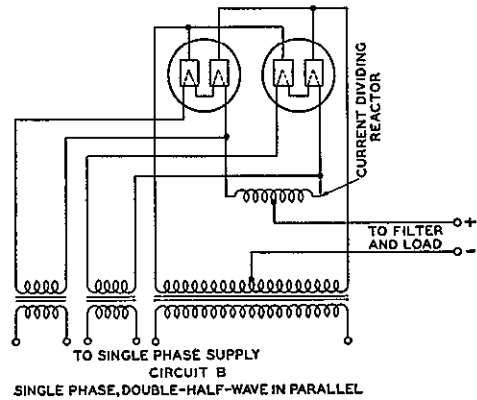 CURRENT DIVIDING
REACTOR
+
TO FILTER
AND LOAD
-
TO SINGLE PHASE SUPPLY
CIRCUIT B
SINGLE PHASE, DOUBLE-HALF-WAVE IN PARALLEL